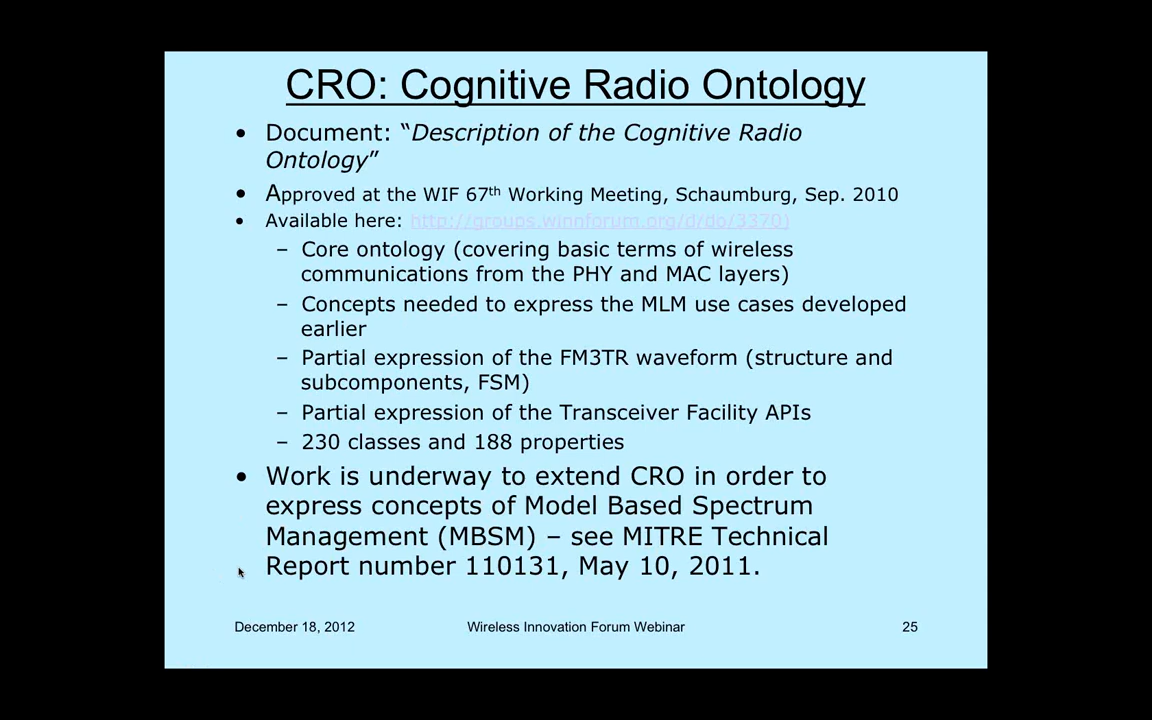 CRO: Cognitive Radio Ontology
• Document: “Description of the Cognitive Radio
Ontology”
• Approved at the WIF 67th Working Meeting, Schaumburg, Sep. 2010
• Available here: http://groups.winnforum.org/d/do/3370)
– Core ontology (covering basic terms of wireless
communications from the PHY and MAC layers)
– Concepts needed to express the MLM use cases developed
earlier
– Partial expression of the FM3TR waveform (structure and
subcomponents, FSM)
– Partial expression of the Transceiver Facility APIs
– 230 classes and 188 properties
• Work is underway to extend CRO in order to
express concepts of Model Based Spectrum
Management (MBSM) – see MITRE Technical
Report number 110131, May 10, 2011.
December 18, 2012
Wireless Innovation Forum Webinar
25